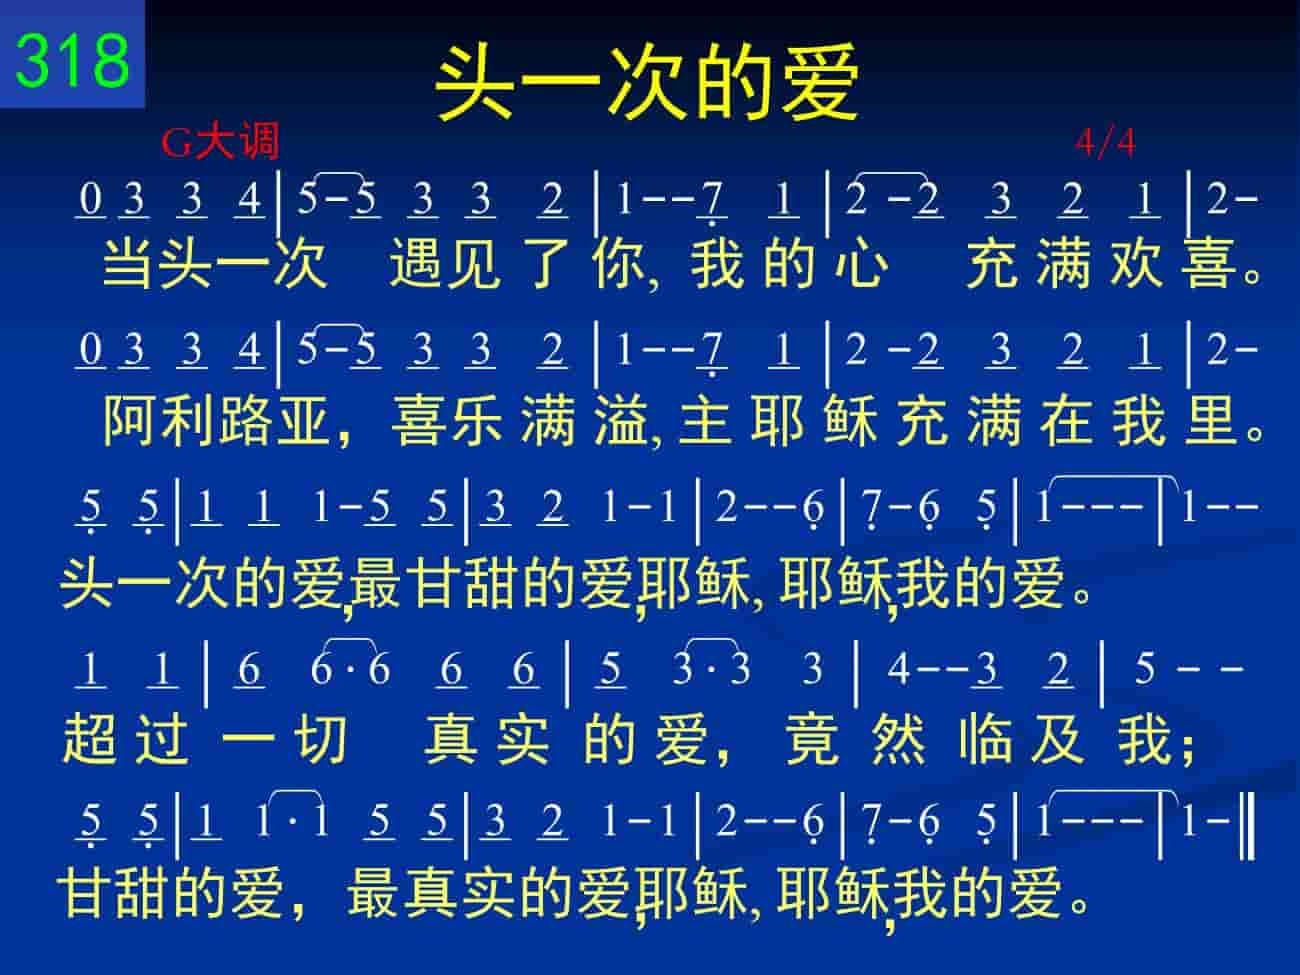 318
头一次的爱
G大调 4/4
0 3 3 4|5-5 3 3 2|1--7 1|2 -2 3 2 1|2-
当头一次 遇见了你, 我的心 充满欢喜。
0 3 3 4|5-5 3 3 2|1--7 1|2 -2 3 2 1|2-
阿利路亚，喜乐满溢, 主耶稣充满在我里。
5 5|1 1 1-5 5|3 2 1-1|2--6|7-6 5|1---|1--
头一次的爱,最甘甜的爱,耶稣, 耶稣,我的爱。
1 1|6 6·6 6 6|5 3·3 3|4--3 2|5 - -
超过一切 真实的爱，竟然临及我；
5 5|1 1·1 5 5|3 2 1-1|2--6|7-6 5|1---|1-‖
甘甜的爱，最真实的爱,耶稣, 耶稣,我的爱。